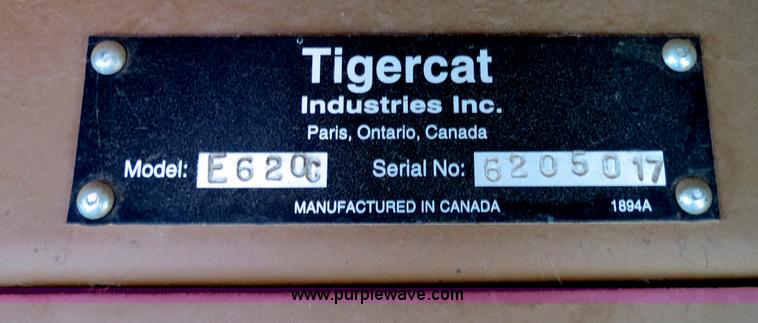 Tigercat
Industries Inc.
Paris, Ontario, Canada
Model: E620C Serial No: 6205017
MANUFACTURED IN CANADA 1894A
www.purplewave.com